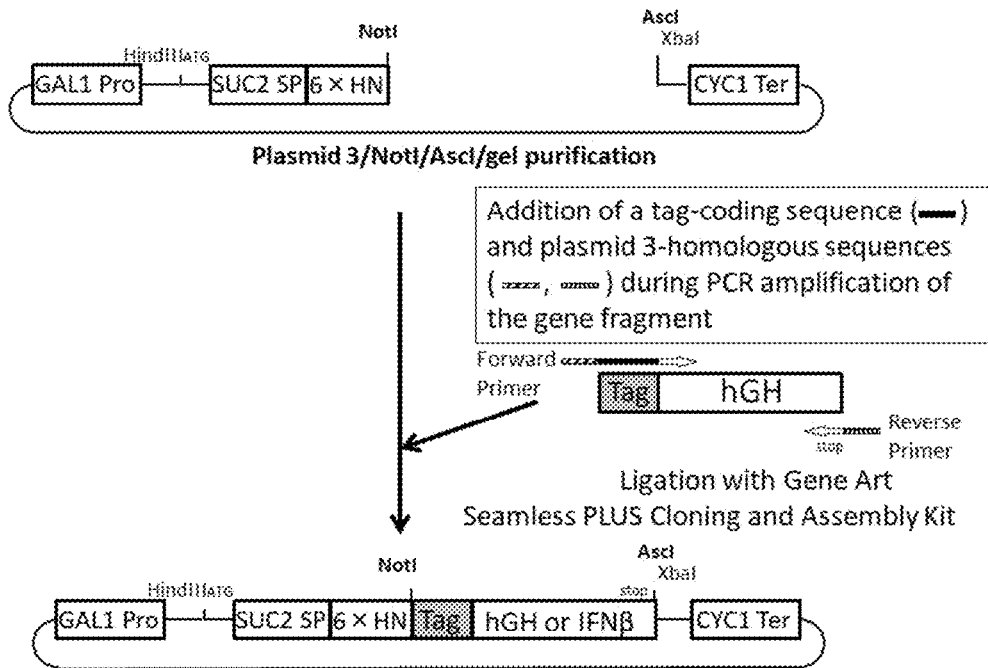 NotI
AscI
XbaI
HindIII ATG
GAL1 Pro
SUC2 SP
6 × HN
CYC1 Ter
Plasmid 3/NotI/AscI/gel purification
Addition of a tag-coding sequence ( )
and plasmid 3-homologous sequences
( , ) during PCR amplification of
the gene fragment
Forward
Primer
Tag
hGH
stop
Reverse
Primer
Ligation with Gene Art
Seamless PLUS Cloning and Assembly Kit
NotI
AscI
XbaI
HindIII ATG
stop
GAL1 Pro
SUC2 SP
6 × HN
Tag
hGH or IFNβ
CYC1 Ter